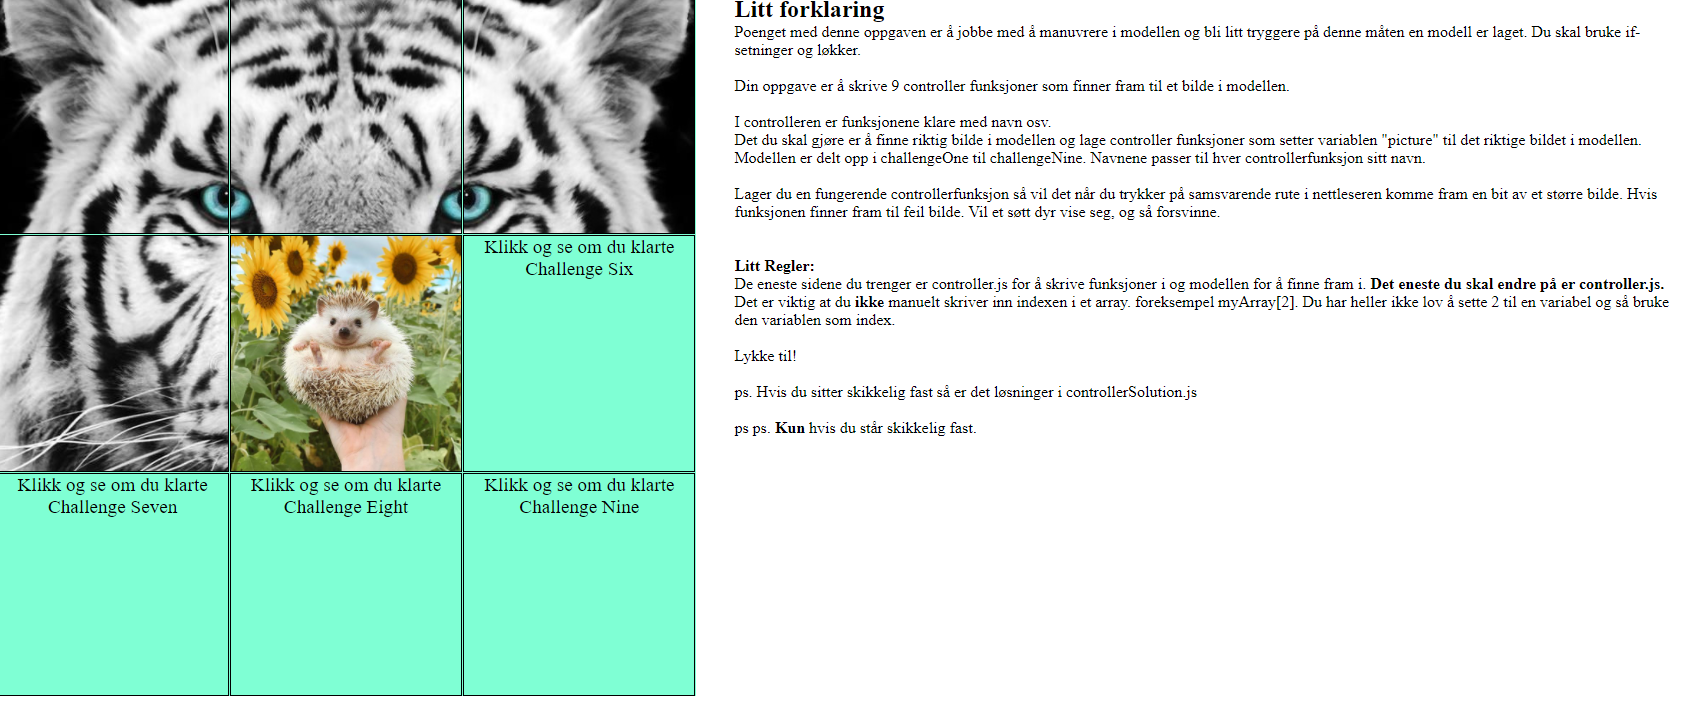 Litt forklaring
Poenget med denne oppgaven er å jobbe med å manuvrere i modellen og bli litt tryggere på denne måten en modell er laget. Du skal bruke if-
setninger og løkker.
Din oppgave er å skrive 9 controller funksjoner som finner fram til et bilde i modellen.
I controlleren er funksjonene klare med navn osv.
Det du skal gjøre er å finne riktig bilde i modellen og lage controller funksjoner som setter variablen "picture" til det riktige bildet i modellen.
Modellen er delt opp i challengeOne til challengeNine. Navnene passer til hver controllerfunksjon sitt navn.
Lager du en fungerende controllerfunksjon så vil det når du trykker på samsvarende rute i nettleseren komme fram en bit av et større bilde. Hvis
funksjonen finner fram til feil bilde. Vil et søtt dyr vise seg, og så forsvinne.
Litt Regler:
De eneste sidene du trenger er controller.js for å skrive funksjoner i og modellen for å finne fram i. Det eneste du skal endre på er controller.js.
Det er viktig at du ikke manuelt skriver inn indexen i et array. foreksempel myArray[2]. Du har heller ikke lov å sette 2 til en variabel og så bruke
den variablen som index.
Lykke til!
ps. Hvis du sitter skikkelig fast så er det løsninger i controllerSolution.js
ps ps. Kun hvis du står skikkelig fast.
Klikk og se om du klarte
Challenge Six
Klikk og se om du klarte
Challenge Seven
Klikk og se om du klarte
Challenge Eight
Klikk og se om du klarte
Challenge Nine